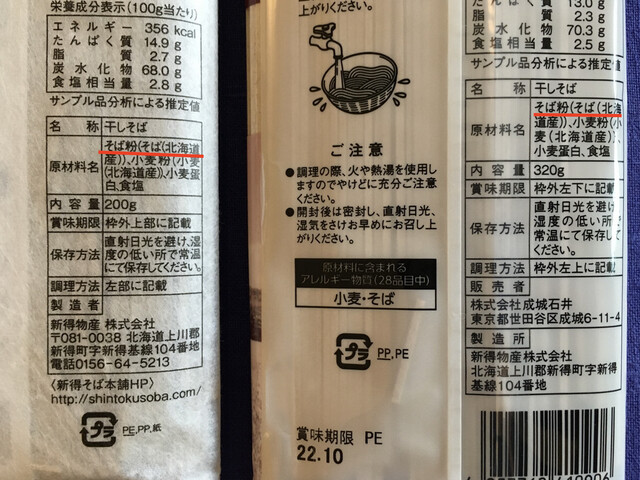 栄養成分表示(100g当たり)
エネルギー 356 kcal
たんぱく質 14.9 g
脂質 2.7 g
炭水化物 68.0 g
食塩相当量 2.8 g
サンプル品分析による推定値
名 称 干しそば
原材料名 そば粉(そば(北海道
産))、小麦粉(小麦
(北海道産))、小麦蛋
白、食塩
内容量 200g
賞味期限 枠外上部に記載
保存方法 直射日光を避け、湿
度の低い所で常温
にて保存してください。
調理方法 左部に記載
製造者
新得物産 株式会社
〒081-0038 北海道上川郡
新得町字新得基線104番地
電話0156-64-5213
〈新得そば本舗HP〉
http://shintokusoba.com/
プラ PE,PP,紙
上がりください。
ご注意
●調理の際、火や熱湯を使用し
ますのでやけどに充分ご注意
ください。
●開封後は密封し、直射日光、
湿気をさけお早めにお召し上
がりください。
原材料に含まれる
アレルギー物質(28品目中)
小麦・そば
プラ PP,PE
賞味期限 PE
22.10
13.0 g
脂質 2.3 g
炭水化物 70.3 g
食塩相当量 2.5 g
サンプル品分析による推定値
名 称 干しそば
原材料名 そば粉(そば(北海
道産))、小麦粉(小
麦(北海道産))、
小麦蛋白、食塩
内容量 320g
賞味期限 枠外左下に記載
保存方法 直射日光を避け、
湿度の低い所で
常温にて保存して
調理方法 枠外左上に記載
販売者
株式会社 成城石井
東京都世田谷区成城6-11-4
製造所
新得物産株式会社
北海道上川郡新得町字新得
基線104番地